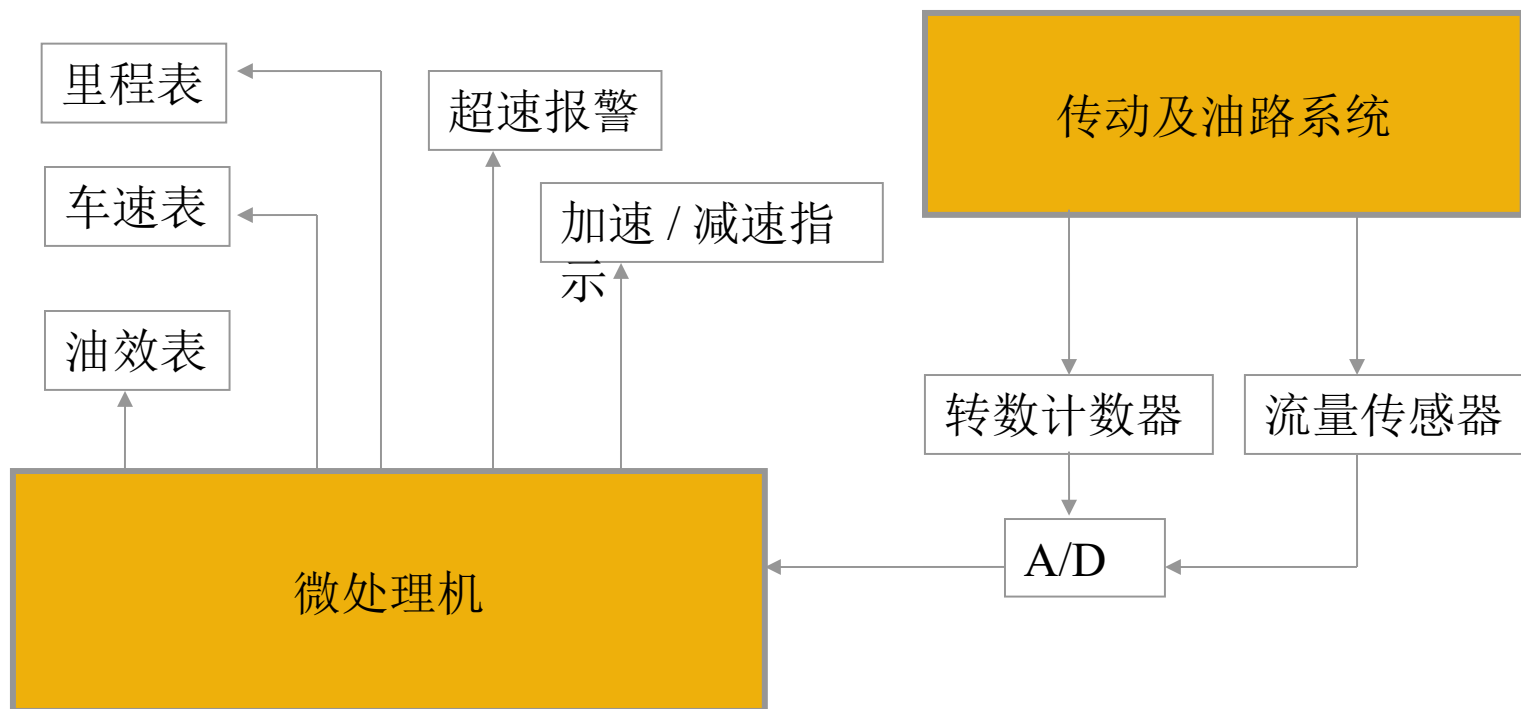 里程表
超速报警
传动及油路系统
车速表
加速 / 减速指
示
油效表
转数计数器
流量传感器
A/D
微处理机